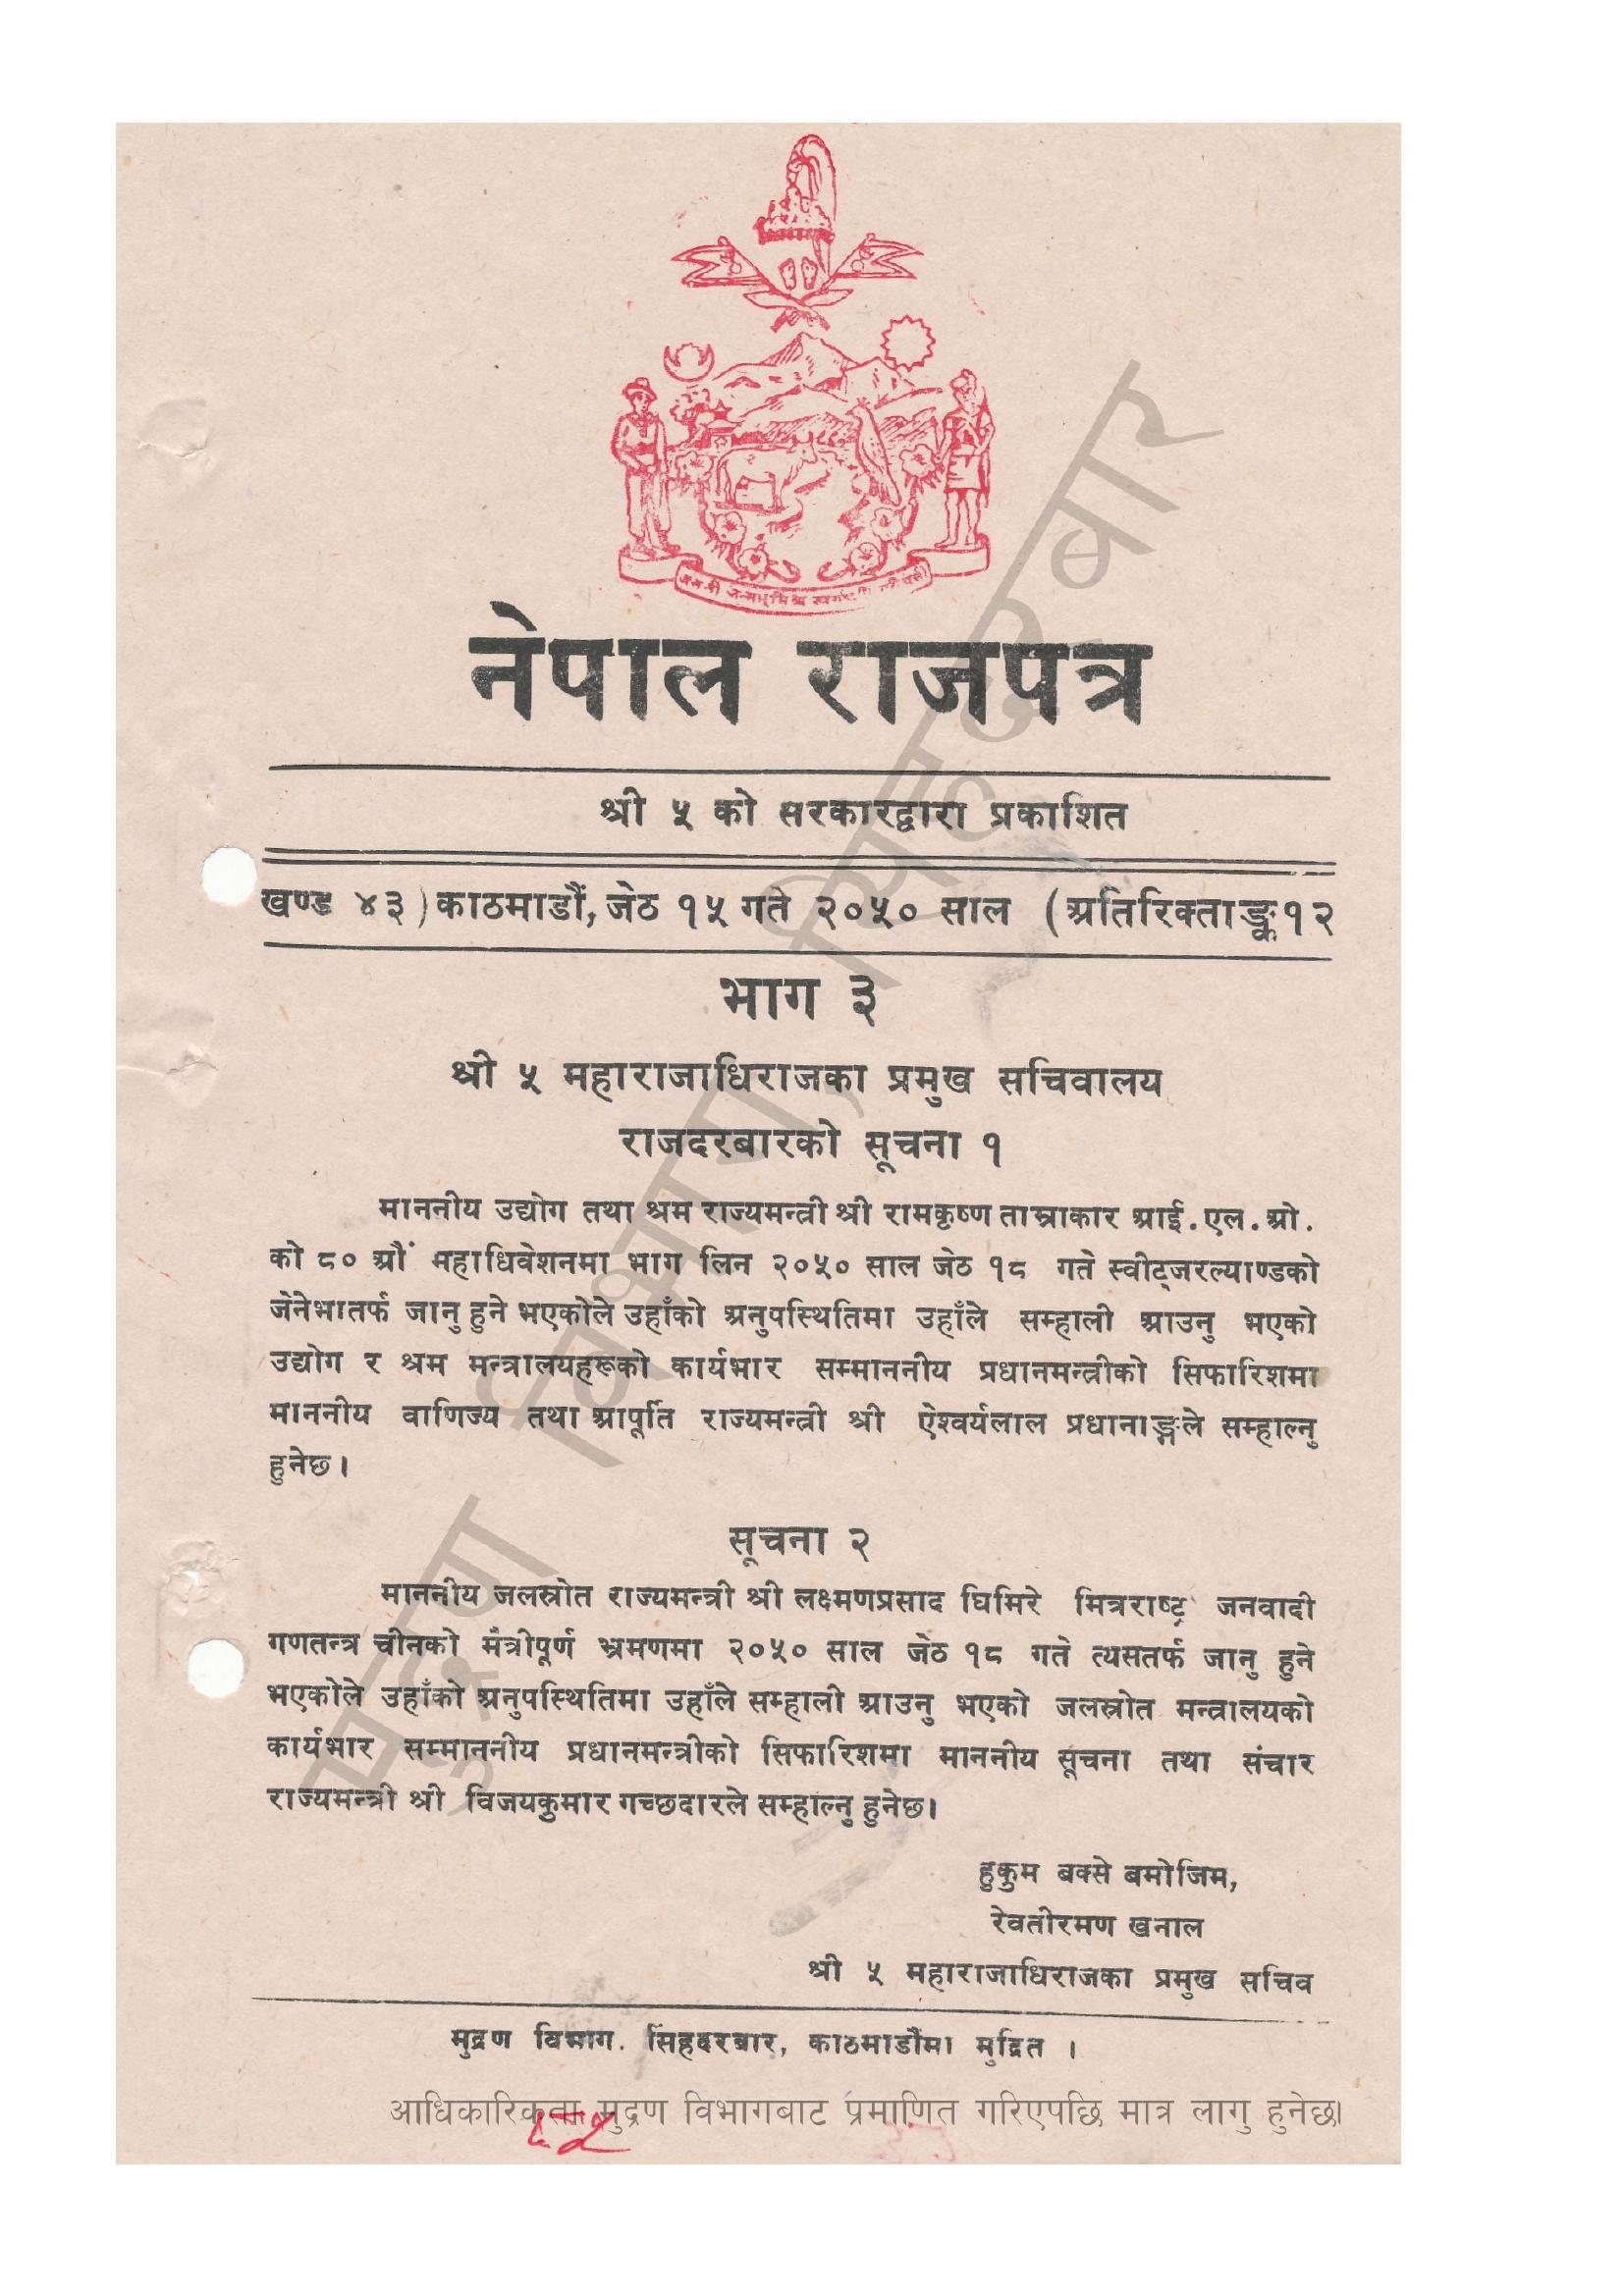 नेपाल राजपत्र
श्री ५ को सरकारद्वारा प्रकाशित
खण्ड ४३) काठमाडौं, जेठ १५ गते २०५० साल (अतिरिक्ताङ्क १२
भाग ३
श्री ५ महाराजाधिराजका प्रमुख सचिवालय
राजदरबारको सूचना १
माननीय उद्योग तथा श्रम राज्यमन्त्री श्री रामकृष्ण ताम्राकार आई.एल.ओ.
को ८० औं महाधिवेशनमा भाग लिन २०५० साल जेठ १८ गते स्वीट्जरल्याण्डको
जेनेभातर्फ जानु हुने भएकोले उहाँको अनुपस्थितिमा उहाँले सम्हाली आउनु भएको
उद्योग र श्रम मन्त्रालयहरूको कार्यभार सम्माननीय प्रधानमन्त्रीको सिफारिशमा
माननीय वाणिज्य तथा आपूर्ति राज्यमन्त्री श्री ऐश्वर्यलाल प्रधानाङ्गले सम्हाल्नु
हुनेछ।
सूचना २
माननीय जलस्रोत राज्यमन्त्री श्री लक्ष्मणप्रसाद घिमिरे मित्रराष्ट्र जनवादी
गणतन्त्र चीनको मैत्रीपूर्ण भ्रमणमा २०५० साल जेठ १८ गते त्यसतर्फ जानु हुने
भएकोले उहाँको अनुपस्थितिमा उहाँले सम्हाली आउनु भएको जलस्रोत मन्त्रालयको
कार्यभार सम्माननीय प्रधानमन्त्रीको सिफारिशमा माननीय सूचना तथा संचार
राज्यमन्त्री श्री विजयकुमार गच्छदारले सम्हाल्नु हुनेछ।
हुकुम बक्से बमोजिम,
रेवतीरमण खनाल
श्री ५ महाराजाधिराजका प्रमुख सचिव
मुद्रण विभाग. सिंहदरबार, काठमाडौंमा मुद्रित ।
आधिकारिकता मुद्रण विभागबाट प्रमाणित गरिएपछि मात्र लागु हुनेछ।
मुद्रण विभाग, सिंहदरबार